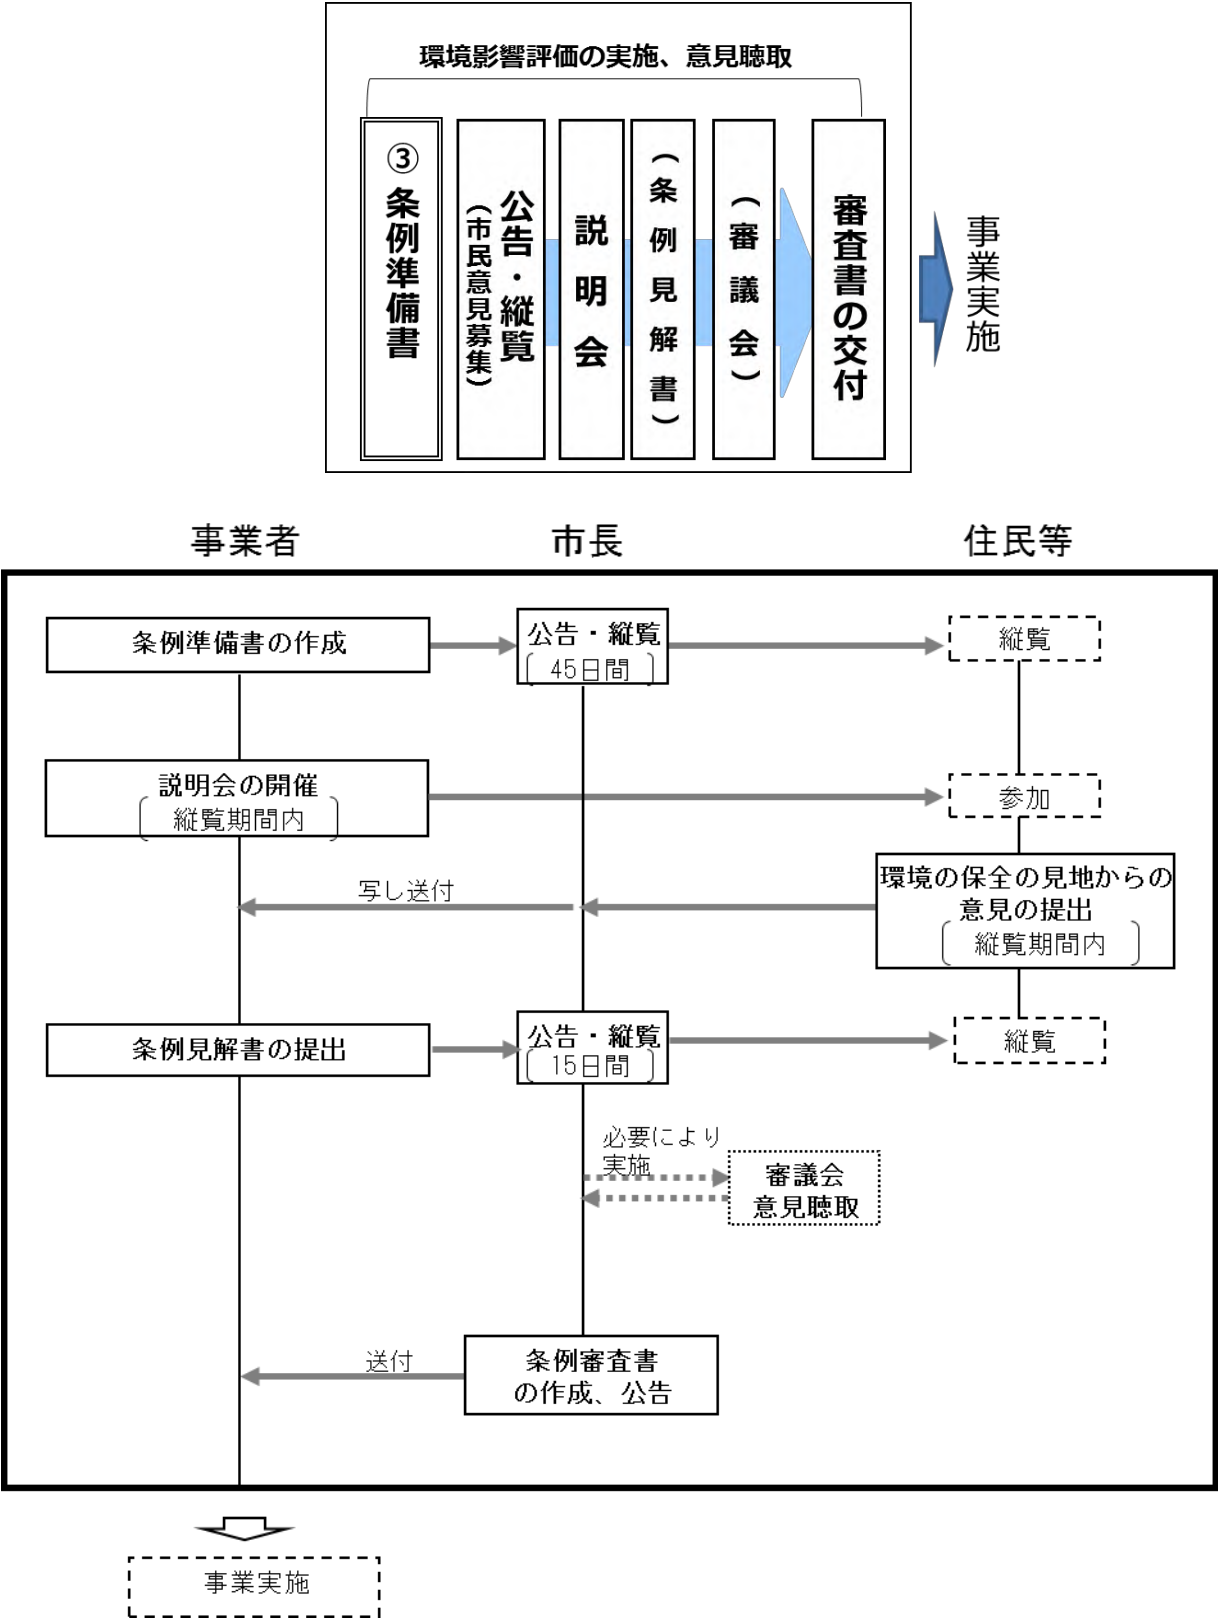 環境影響評価の実施、意見聴取
③条例準備書
公告・縦覧
(市民意見募集)
説明会
(条例見解書)
(審議会)
審査書の交付
事業実施
事業者
市長
住民等
条例準備書の作成
公告・縦覧
45日間
縦覧
説明会の開催
縦覧期間内
参加
環境の保全の見地からの
意見の提出
縦覧期間内
写し送付
条例見解書の提出
公告・縦覧
15日間
縦覧
必要により
実施
審議会
意見聴取
条例審査書
の作成、公告
送付
事業実施